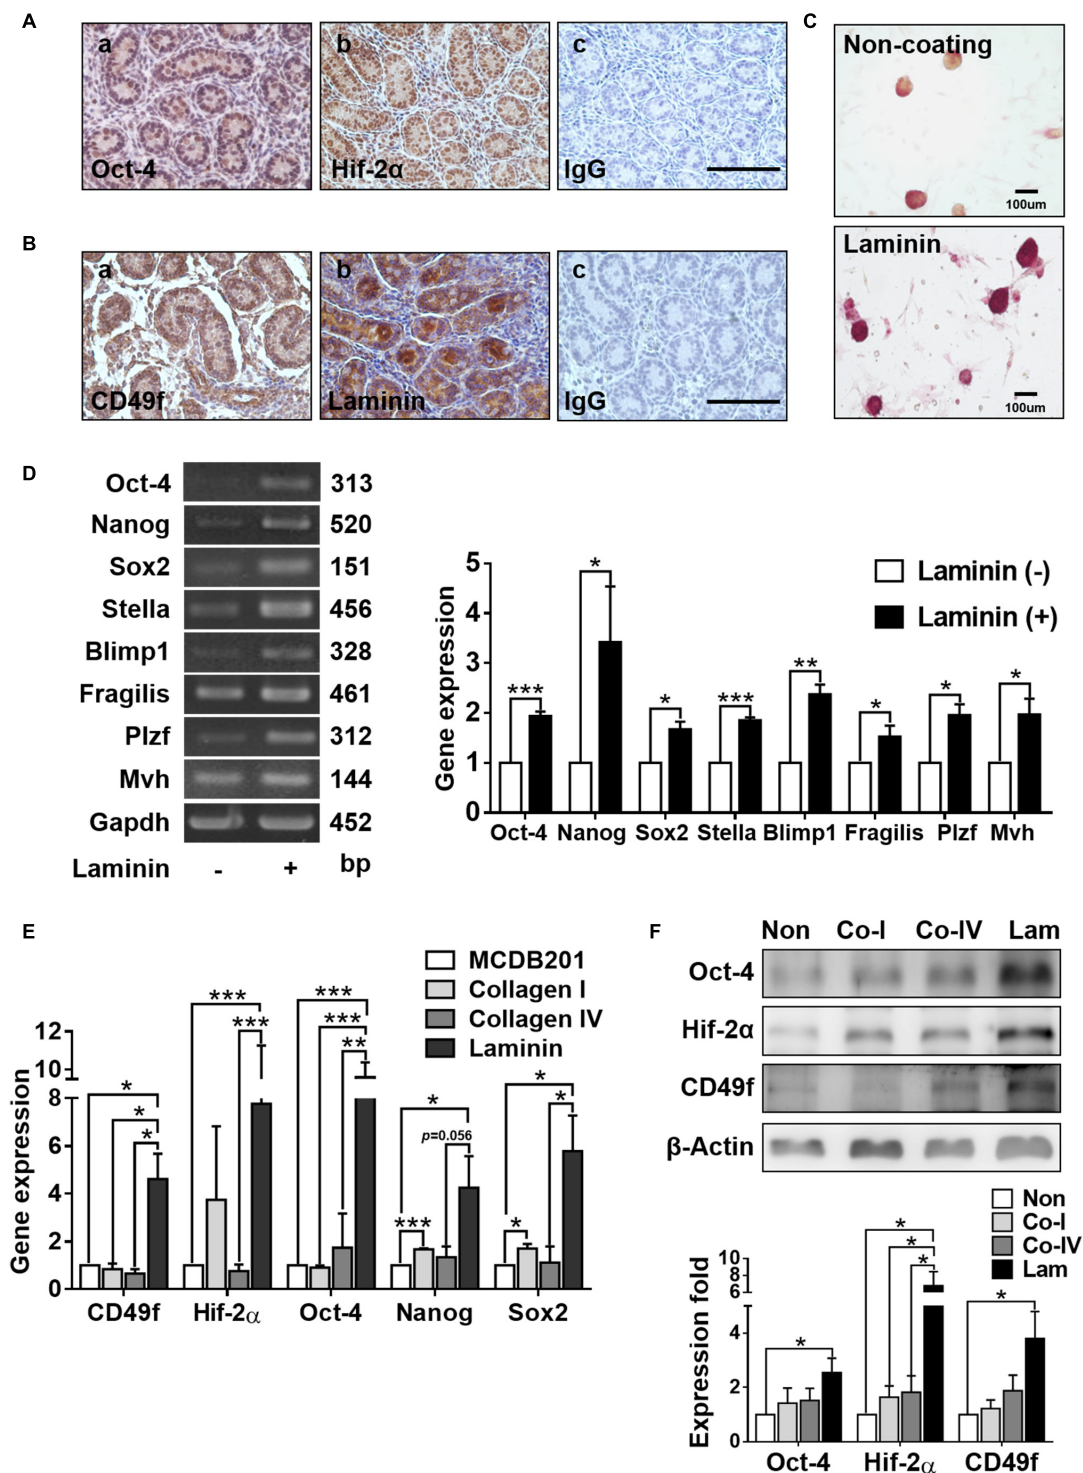 A
a
b
c
Oct-4
Hif-2α
IgG
B
a
b
c
CD49f
Laminin
IgG
C
Non-coating
100um
Laminin
100um
D
Oct-4 313
Nanog 520
Sox2 151
Stella 456
Blimp1 328
Fragilis 461
Plzf 312
Mvh 144
Gapdh 452
Laminin - + bp
Gene expression
5
4
3
2
1
0
*** * * *** ** * * *
Laminin (-)
Laminin (+)
Oct-4 Nanog Sox2 Stella Blimp1 Fragilis Plzf Mvh
E
MCDB201
Collagen I
Collagen IV
Laminin
Gene expression
12
10
8
6
4
2
0
* * *
*** ***
*** *** **
* p=0.056 ***
* * *
CD49f Hif-2α Oct-4 Nanog Sox2
F
Non Co-I Co-IV Lam
Oct-4
Hif-2α
CD49f
β-Actin
Non
Co-I
Co-IV
Lam
Expression fold
10
8
6
4
2
0
*
* * *
*
Oct-4 Hif-2α CD49f